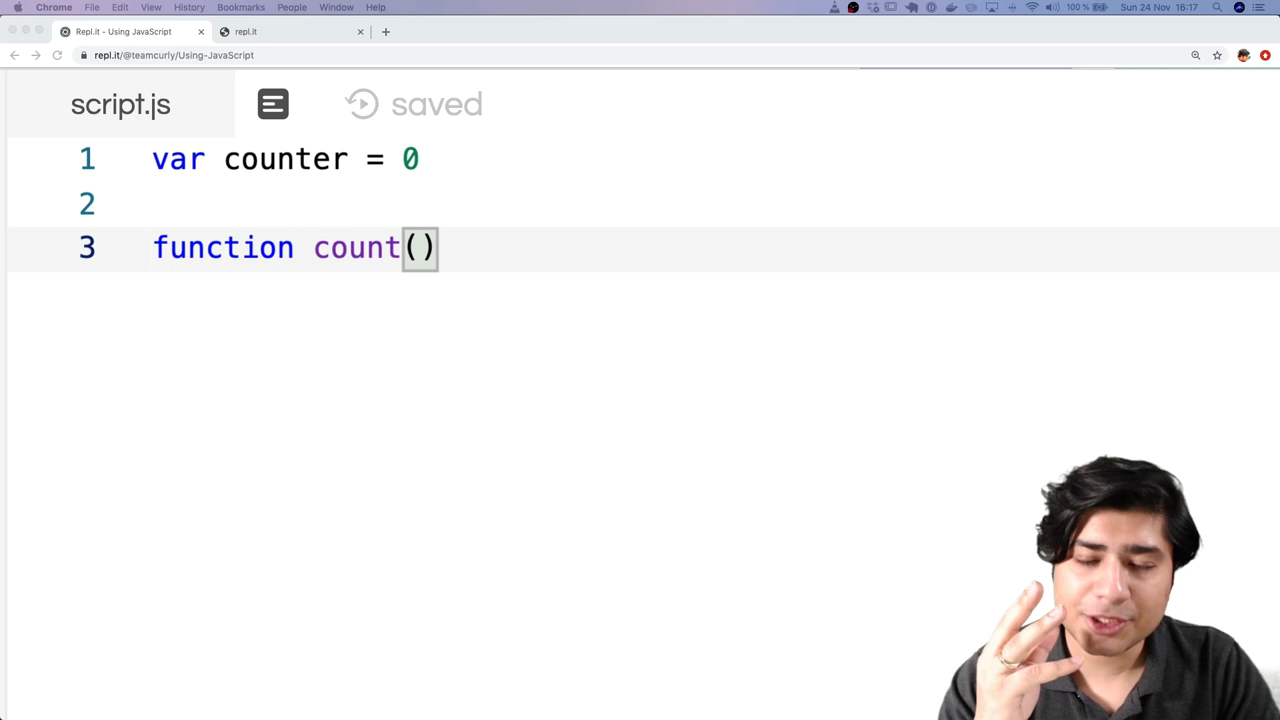 Chrome File Edit View History Bookmarks People Window Help 100 % Sun 24 Nov 16:17
Repl.it - Using JavaScript repl.it
repl.it/@teamcurly/Using-JavaScript
script.js saved
1 var counter = 0
2
3 function count()